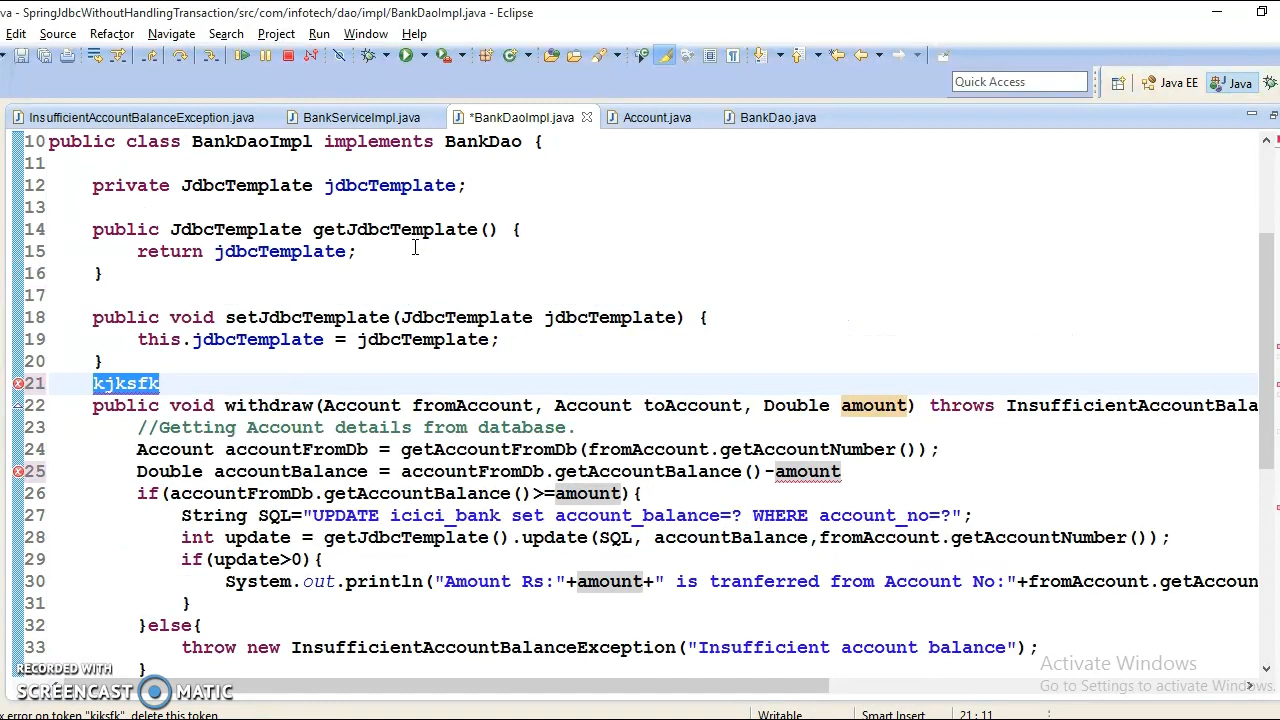 va - SpringJdbcWithoutHandlingTransaction/src/com/infotech/dao/impl/BankDaoImpl.java - Eclipse
Edit Source Refactor Navigate Search Project Run Window Help
Quick Access Java EE Java
InsufficientAccountBalanceException.java BankServiceImpl.java *BankDaoImpl.java Account.java BankDao.java
10 public class BankDaoImpl implements BankDao {
11
12 private JdbcTemplate jdbcTemplate;
13
14 public JdbcTemplate getJdbcTemplate() {
15 return jdbcTemplate;
16 }
17
18 public void setJdbcTemplate(JdbcTemplate jdbcTemplate) {
19 this.jdbcTemplate = jdbcTemplate;
20 }
21 kjksfk
22 public void withdraw(Account fromAccount, Account toAccount, Double amount) throws InsufficientAccountBala
23 //Getting Account details from database.
24 Account accountFromDb = getAccountFromDb(fromAccount.getAccountNumber());
25 Double accountBalance = accountFromDb.getAccountBalance()-amount
26 if(accountFromDb.getAccountBalance()>=amount){
27 String SQL="UPDATE icici_bank set account_balance=? WHERE account_no=?";
28 int update = getJdbcTemplate().update(SQL, accountBalance,fromAccount.getAccountNumber());
29 if(update>0){
30 System.out.println("Amount Rs:"+amount+" is tranferred from Account No:"+fromAccount.getAccoun
31 }
32 }else{
33 throw new InsufficientAccountBalanceException("Insufficient account balance");
}
RECORDED WITH
SCREENCAST MATIC
Activate Windows
Go to Settings to activate Windows.
x error on token "kjksfk", delete this token Writable Smart Insert 21 : 11